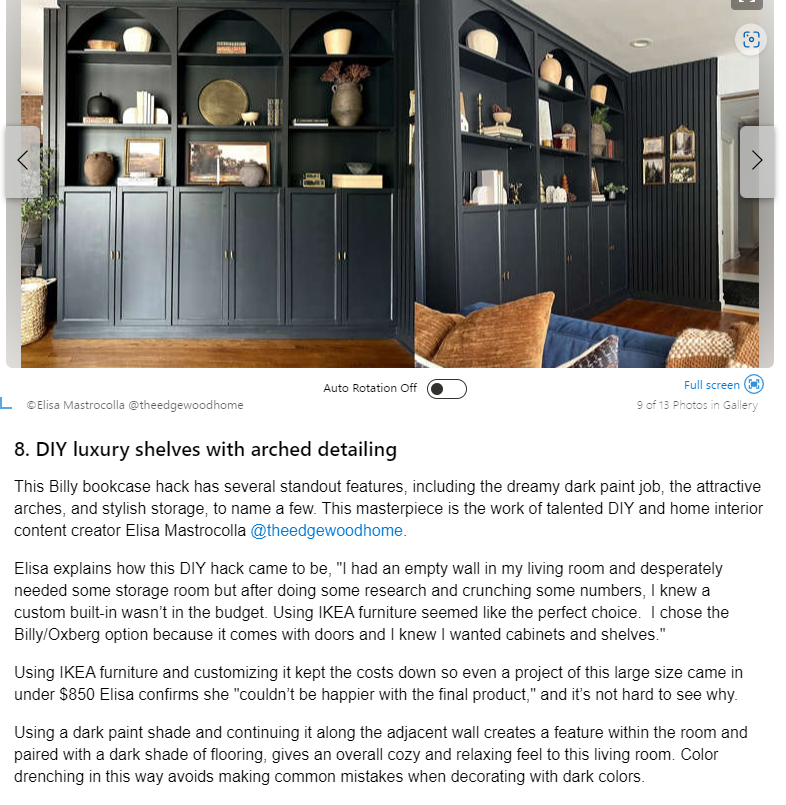 Auto Rotation Off
Full screen
©Elisa Mastrocolla @theedgewoodhome
9 of 13 Photos in Gallery
8. DIY luxury shelves with arched detailing
This Billy bookcase hack has several standout features, including the dreamy dark paint job, the attractive
arches, and stylish storage, to name a few. This masterpiece is the work of talented DIY and home interior
content creator Elisa Mastrocolla @theedgewoodhome.
Elisa explains how this DIY hack came to be, "I had an empty wall in my living room and desperately
needed some storage room but after doing some research and crunching some numbers, I knew a
custom built-in wasn’t in the budget. Using IKEA furniture seemed like the perfect choice.  I chose the
Billy/Oxberg option because it comes with doors and I knew I wanted cabinets and shelves."
Using IKEA furniture and customizing it kept the costs down so even a project of this large size came in
under $850 Elisa confirms she "couldn’t be happier with the final product," and it’s not hard to see why.
Using a dark paint shade and continuing it along the adjacent wall creates a feature within the room and
paired with a dark shade of flooring, gives an overall cozy and relaxing feel to this living room. Color
drenching in this way avoids making common mistakes when decorating with dark colors.